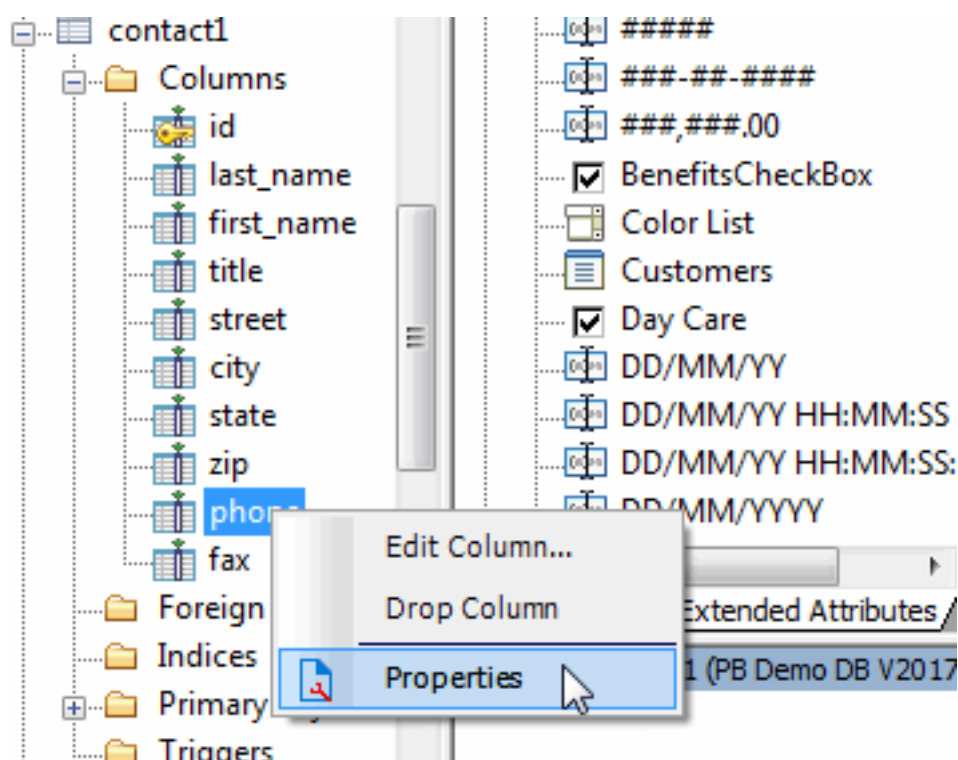 contact1
Columns
id
last_name
first_name
title
street
city
state
zip
fax
Foreign
Indices
Primary
Triggers
#####
###-##-####
###,###.00
BenefitsCheckBox
Color List
Customers
Day Care
DD/MM/YY
DD/MM/YY HH:MM:SS
DD/MM/YY HH:MM:SS:
DD/MM/YYYY
Edit Column...
Drop Column
Properties
Extended Attributes
1 (PB Demo DB V2017